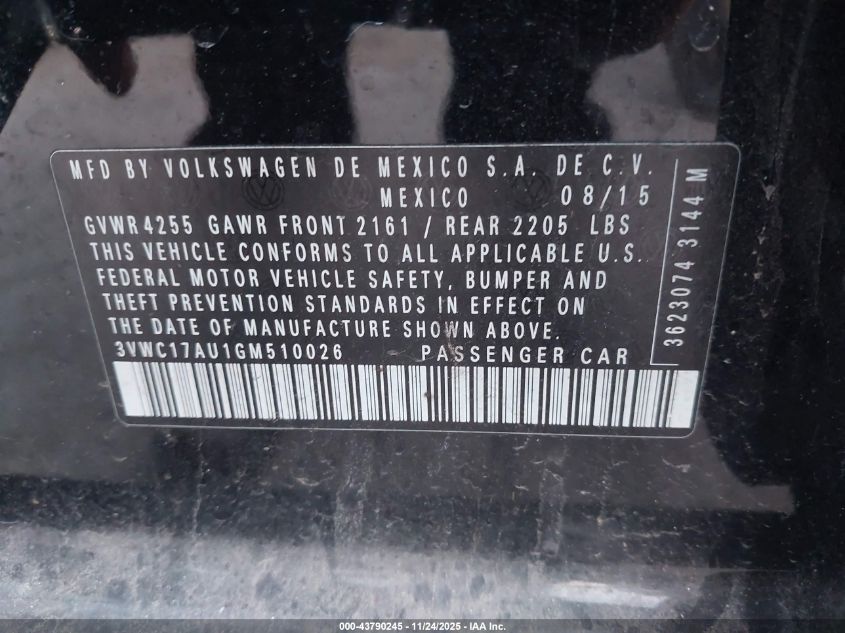 MFD BY VOLKSWAGEN DE MEXICO S.A. DE C.V.
MEXICO 08/15
GVWR 4255 GAWR FRONT 2161 / REAR 2205 LBS
THIS VEHICLE CONFORMS TO ALL APPLICABLE U.S.
FEDERAL MOTOR VEHICLE SAFETY, BUMPER AND
THEFT PREVENTION STANDARDS IN EFFECT ON
THE DATE OF MANUFACTURE SHOWN ABOVE.
3VWC17AU1GM510026 PASSENGER CAR
3623074 3144 M
000-43790245 - 11/24/2025 - IAA Inc.